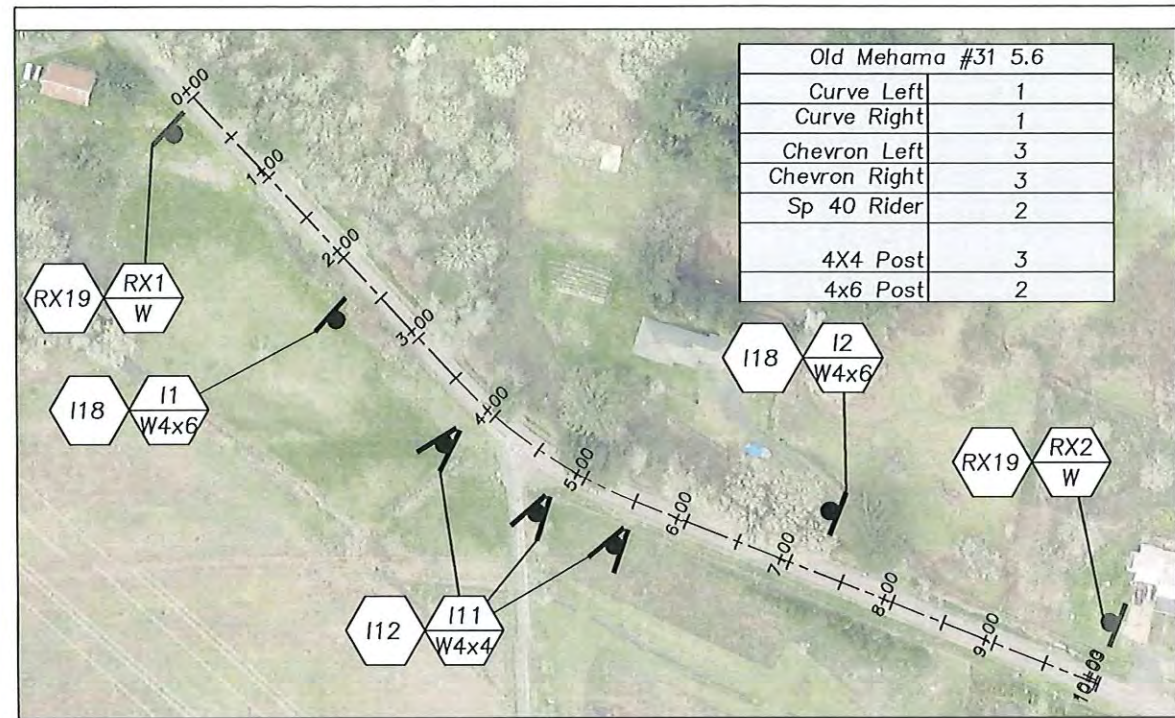 Old Mehama #31 5.6
Curve Left 1
Curve Right 1
Chevron Left 3
Chevron Right 3
Sp 40 Rider 2
4X4 Post 3
4x6 Post 2
0+00
1+00
2+00
3+00
4+00
5+00
6+00
7+00
8+00
9+00
RX19
RX1
W
I18
I1
W4x6
I12
I11
W4x4
I18
I2
W4x6
RX19
RX2
W